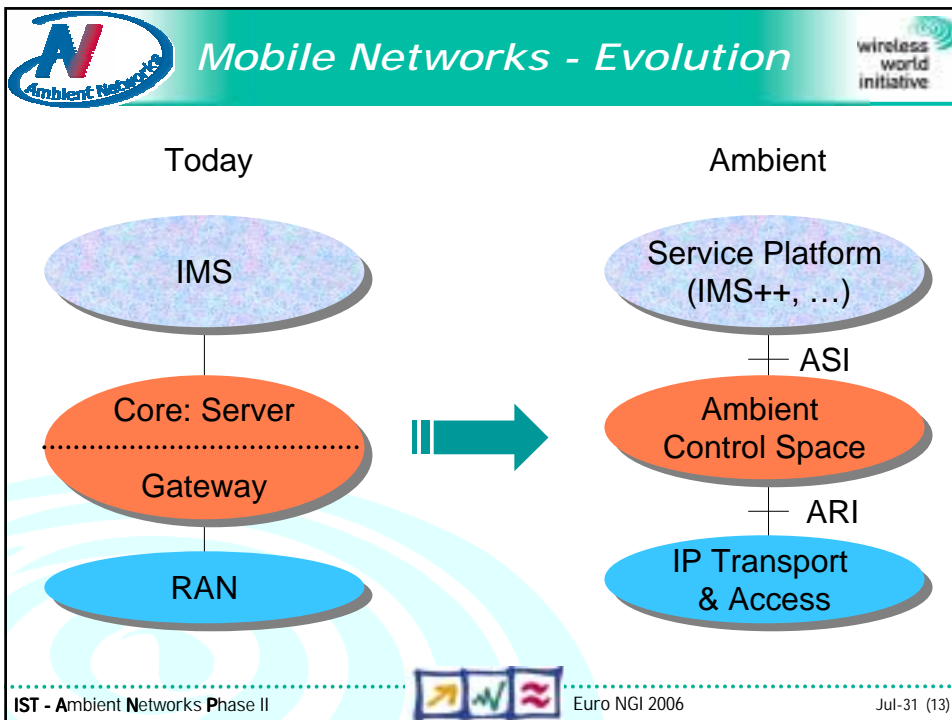 Ambient Networks
Mobile Networks - Evolution
wireless
world
initiative
Today
Ambient
IMS
Core: Server
Gateway
RAN
Service Platform
(IMS++, …)
ASI
Ambient
Control Space
ARI
IP Transport
& Access
IST - Ambient Networks Phase II
Euro NGI 2006
Jul-31 (13)